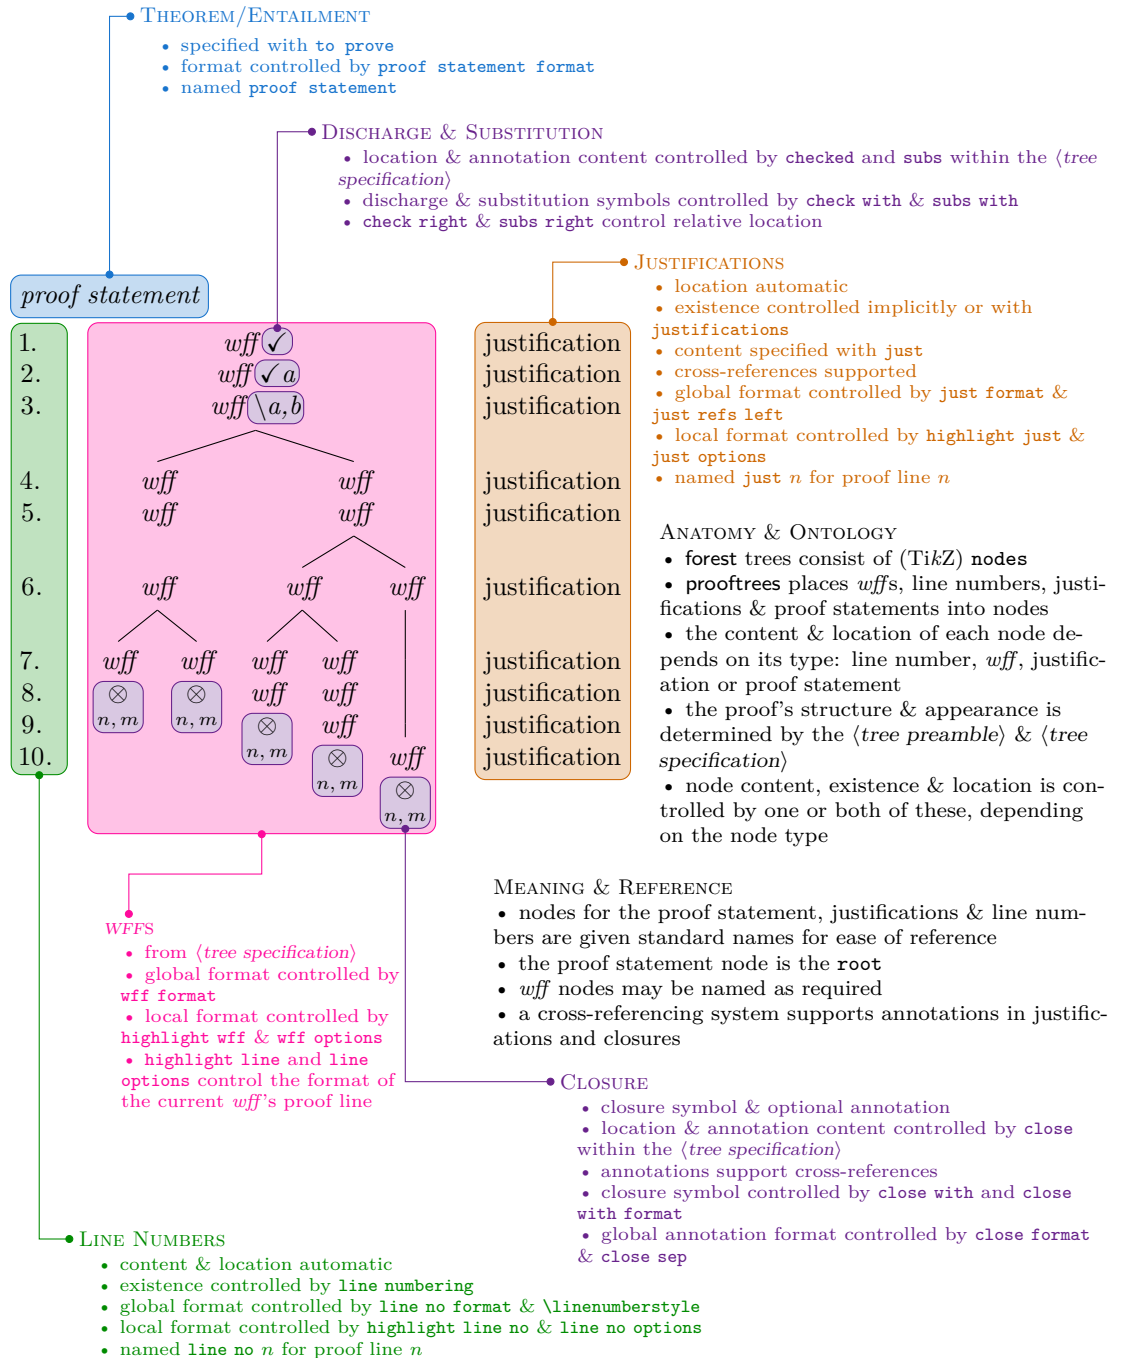 THEOREM/ENTAILMENT
• specified with to prove
• format controlled by proof statement format
• named proof statement
DISCHARGE & SUBSTITUTION
• location & annotation content controlled by checked and subs within the ⟨tree
specification⟩
• discharge & substitution symbols controlled by check with & subs with
• check right & subs right control relative location
JUSTIFICATIONS
• location automatic
• existence controlled implicitly or with
justifications
• content specified with just
• cross-references supported
• global format controlled by just format &
just refs left
• local format controlled by highlight just &
just options
• named just n for proof line n
proof statement
1. wff ✓ justification
2. wff ✓ a justification
3. wff \a,b justification
4. wff wff justification
5. wff wff justification
6. wff wff wff justification
7. wff wff wff wff justification
8. ⊗ ⊗ wff wff justification
n, m n, m
9. ⊗ wff justification
n, m
10. ⊗ wff justification
n, m
⊗
n, m
ANATOMY & ONTOLOGY
• forest trees consist of (TikZ) nodes
• prooftrees places wffs, line numbers, justi-
fications & proof statements into nodes
• the content & location of each node de-
pends on its type: line number, wff, justific-
ation or proof statement
• the proof's structure & appearance is
determined by the ⟨tree preamble⟩ & ⟨tree
specification⟩
• node content, existence & location is con-
trolled by one or both of these, depending
on the node type
MEANING & REFERENCE
• nodes for the proof statement, justifications & line num-
bers are given standard names for ease of reference
• the proof statement node is the root
• wff nodes may be named as required
• a cross-referencing system supports annotations in justific-
ations and closures
WFFS
• from ⟨tree specification⟩
• global format controlled by
wff format
• local format controlled by
highlight wff & wff options
• highlight line and line
options control the format of
the current wff's proof line
CLOSURE
• closure symbol & optional annotation
• location & annotation content controlled by close
within the ⟨tree specification⟩
• annotations support cross-references
• closure symbol controlled by close with and close
with format
• global annotation format controlled by close format
& close sep
LINE NUMBERS
• content & location automatic
• existence controlled by line numbering
• global format controlled by line no format & \linenumberstyle
• local format controlled by highlight line no & line no options
• named line no n for proof line n